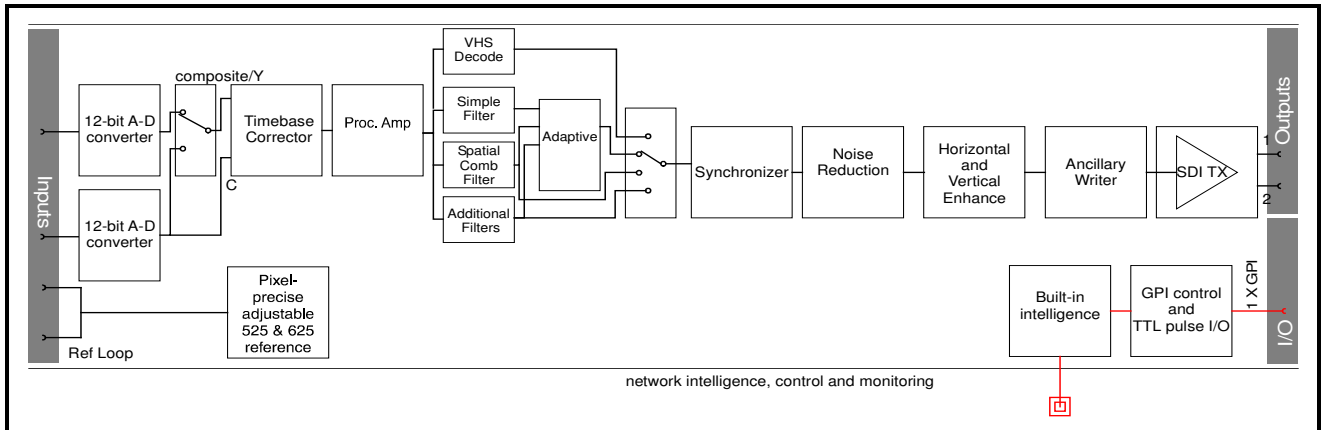 Inputs
12-bit A-D
converter
12-bit A-D
converter
composite/Y
C
Timebase
Corrector
Proc. Amp
VHS
Decode
Simple
Filter
Spatial
Comb
Filter
Additional
Filters
Adaptive
Synchronizer
Noise
Reduction
Horizontal
and
Vertical
Enhance
Ancillary
Writer
SDI TX
1
2
Outputs
Ref Loop
Pixel-
precise
adjustable
525 & 625
reference
Built-in
intelligence
GPI control
and
TTL pulse I/O
1 X GPI
I/O
network intelligence, control and monitoring